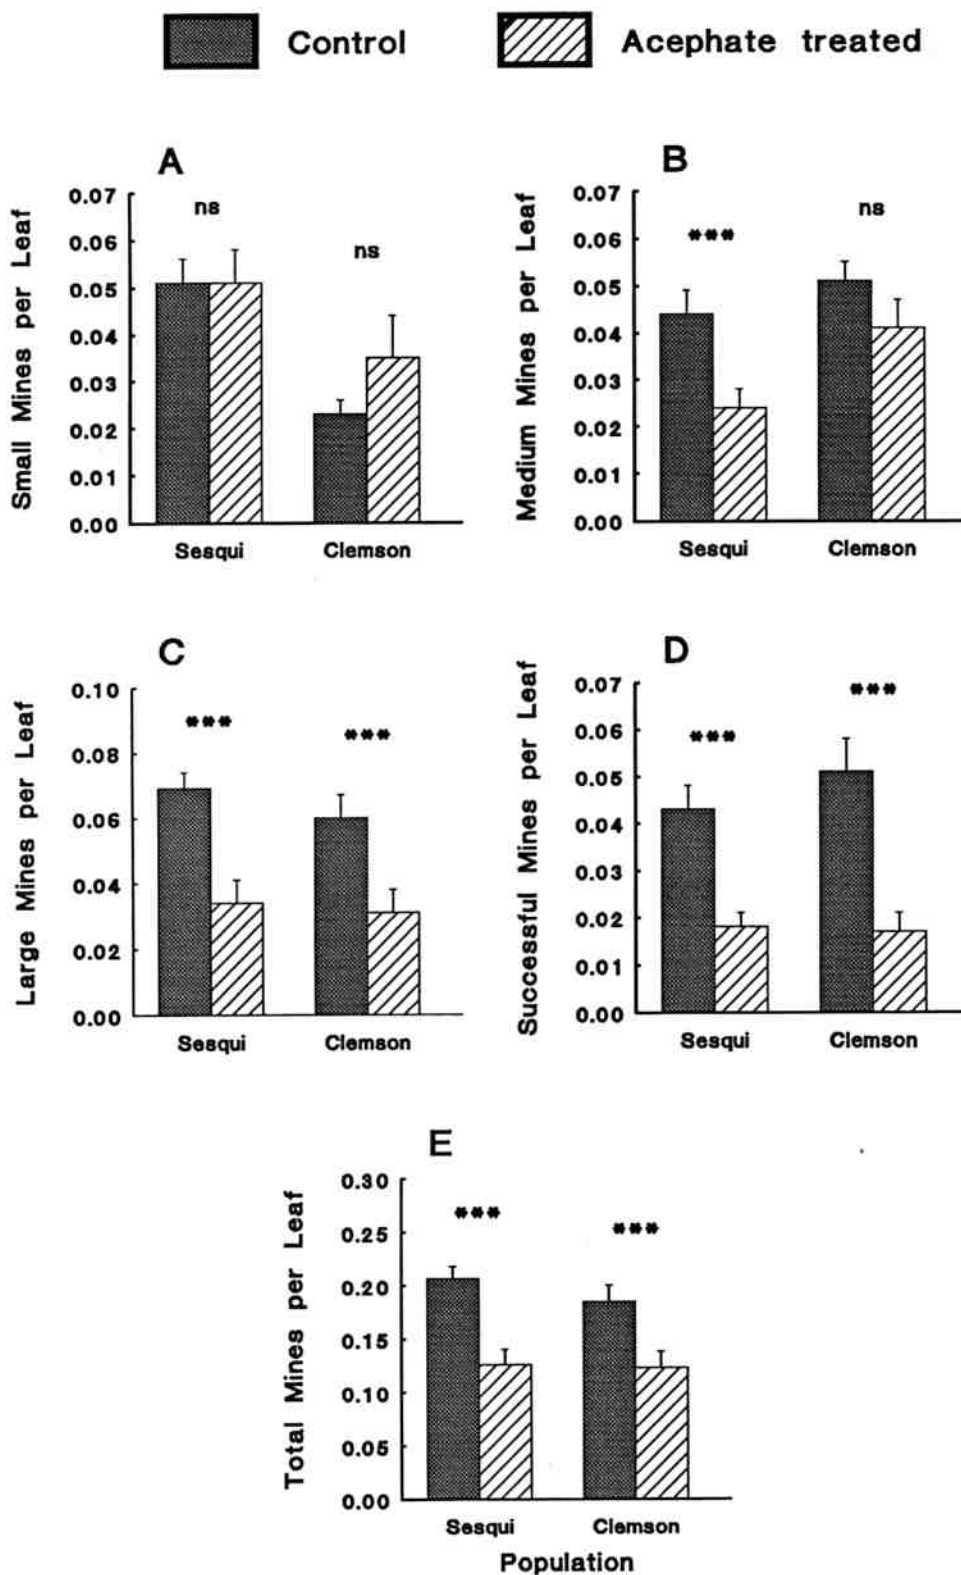 Control
Acephate treated
A
Small Mines per Leaf
0.07
0.06
0.05
0.04
0.03
0.02
0.01
0.00
ns
ns
Sesqui
Clemson
B
Medium Mines per Leaf
0.07
0.06
0.05
0.04
0.03
0.02
0.01
0.00
***
ns
Sesqui
Clemson
C
Large Mines per Leaf
0.10
0.08
0.06
0.04
0.02
0.00
***
***
Sesqui
Clemson
D
Successful Mines per Leaf
0.07
0.06
0.05
0.04
0.03
0.02
0.01
0.00
***
***
Sesqui
Clemson
E
Total Mines per Leaf
0.30
0.25
0.20
0.15
0.10
0.05
0.00
***
***
Sesqui
Clemson
Population